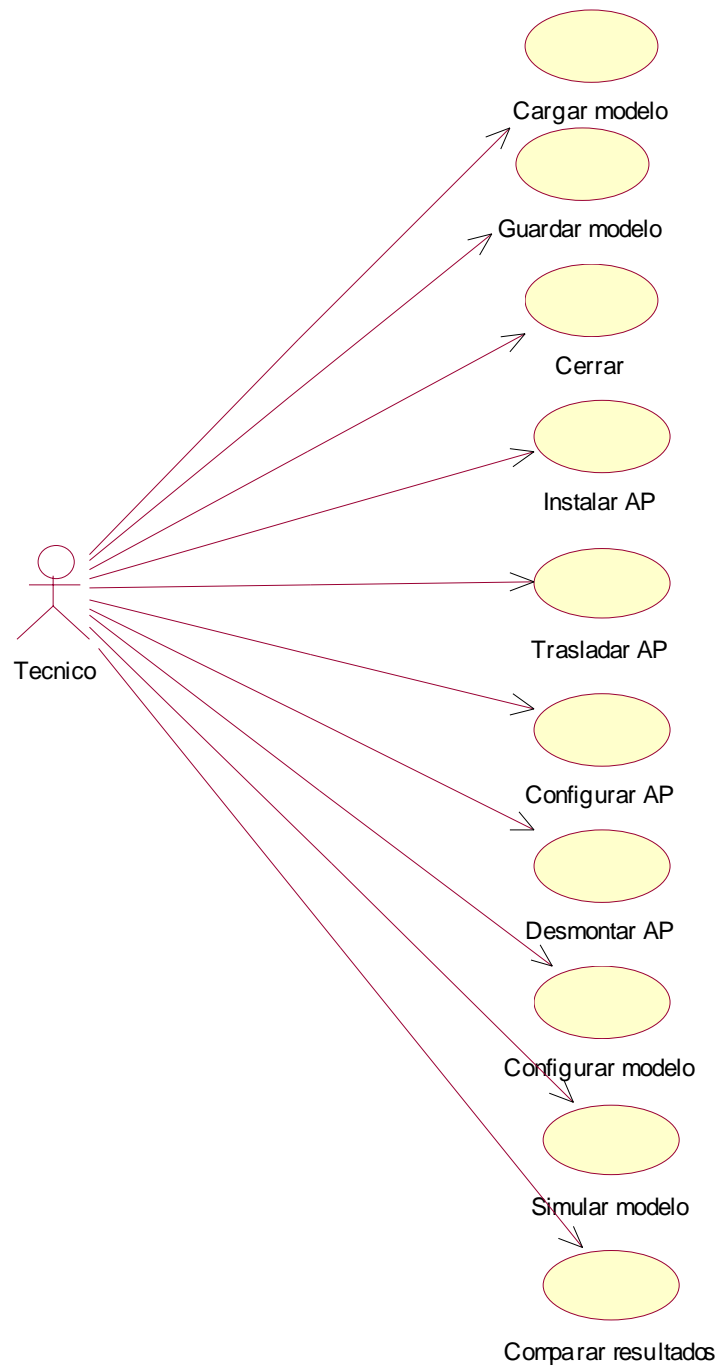 Cargar modelo
Guardar modelo
Cerrar
Instalar AP
Trasladar AP
Tecnico
Configurar AP
Desmontar AP
Configurar modelo
Simular modelo
Comparar resultados